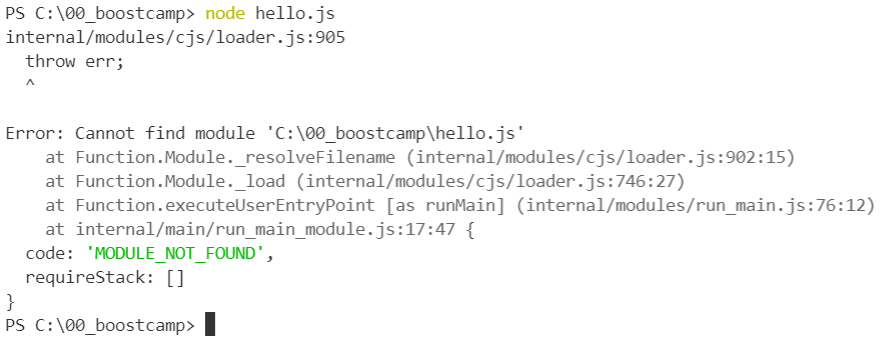 PS C:\00_boostcamp> node hello.js
internal/modules/cjs/loader.js:905
  throw err;
  ^

Error: Cannot find module 'C:\00_boostcamp\hello.js'
    at Function.Module._resolveFilename (internal/modules/cjs/loader.js:902:15)
    at Function.Module._load (internal/modules/cjs/loader.js:746:27)
    at Function.executeUserEntryPoint [as runMain] (internal/modules/run_main.js:76:12)
    at internal/main/run_main_module.js:17:47 {
  code: 'MODULE_NOT_FOUND',
  requireStack: []
}
PS C:\00_boostcamp>